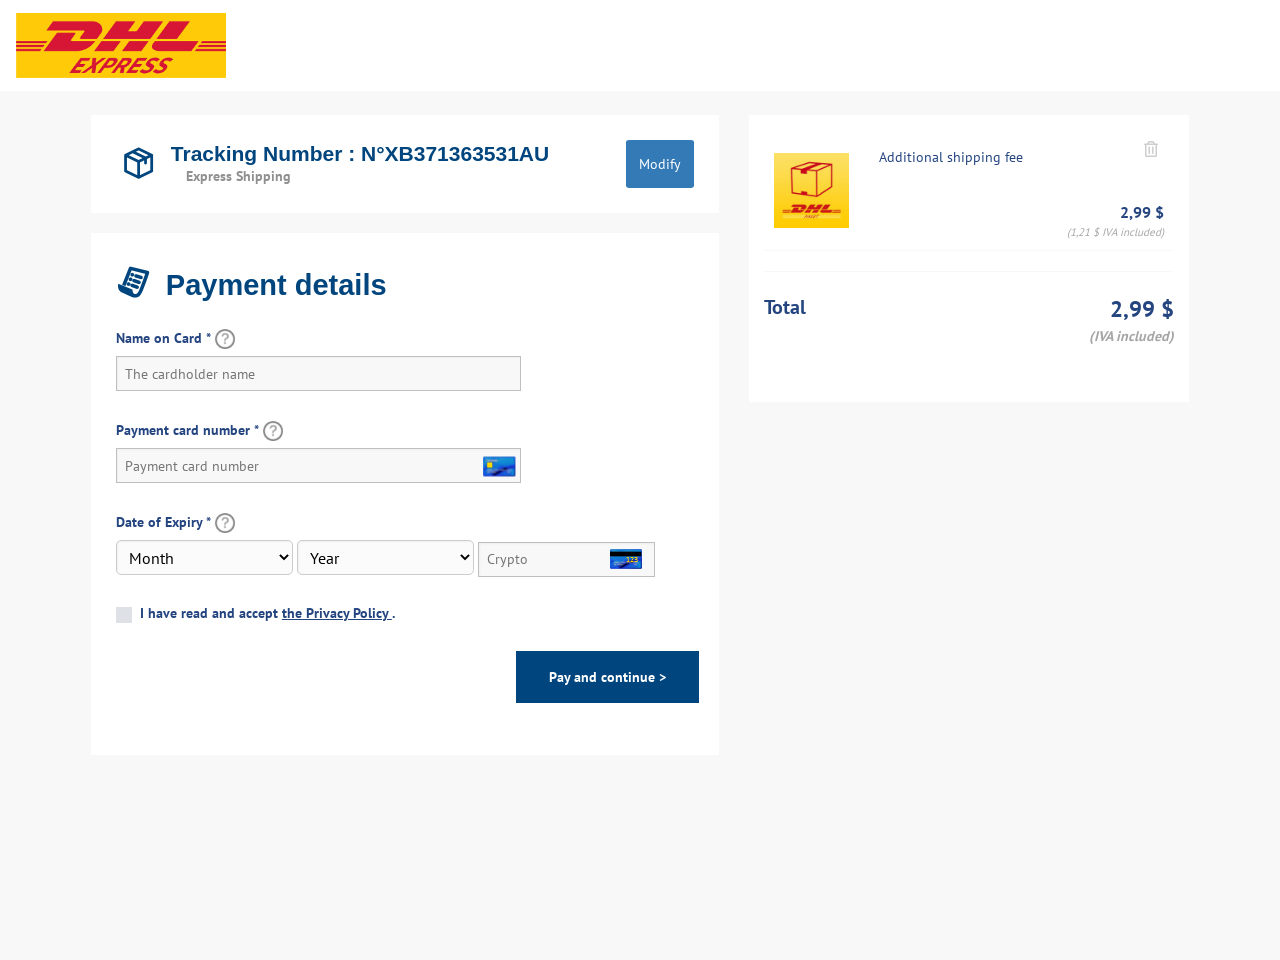 DHL
EXPRESS
Tracking Number : N°XB371363531AU
Express Shipping
Modify
Payment details
Name on Card * ?
The cardholder name
Payment card number * ?
Payment card number
Date of Expiry * ?
Month
Year
Crypto
123
I have read and accept the Privacy Policy .
Pay and continue >
Additional shipping fee
DHL
2,99 $
(1,21 $ IVA included)
Total
2,99 $
(IVA included)